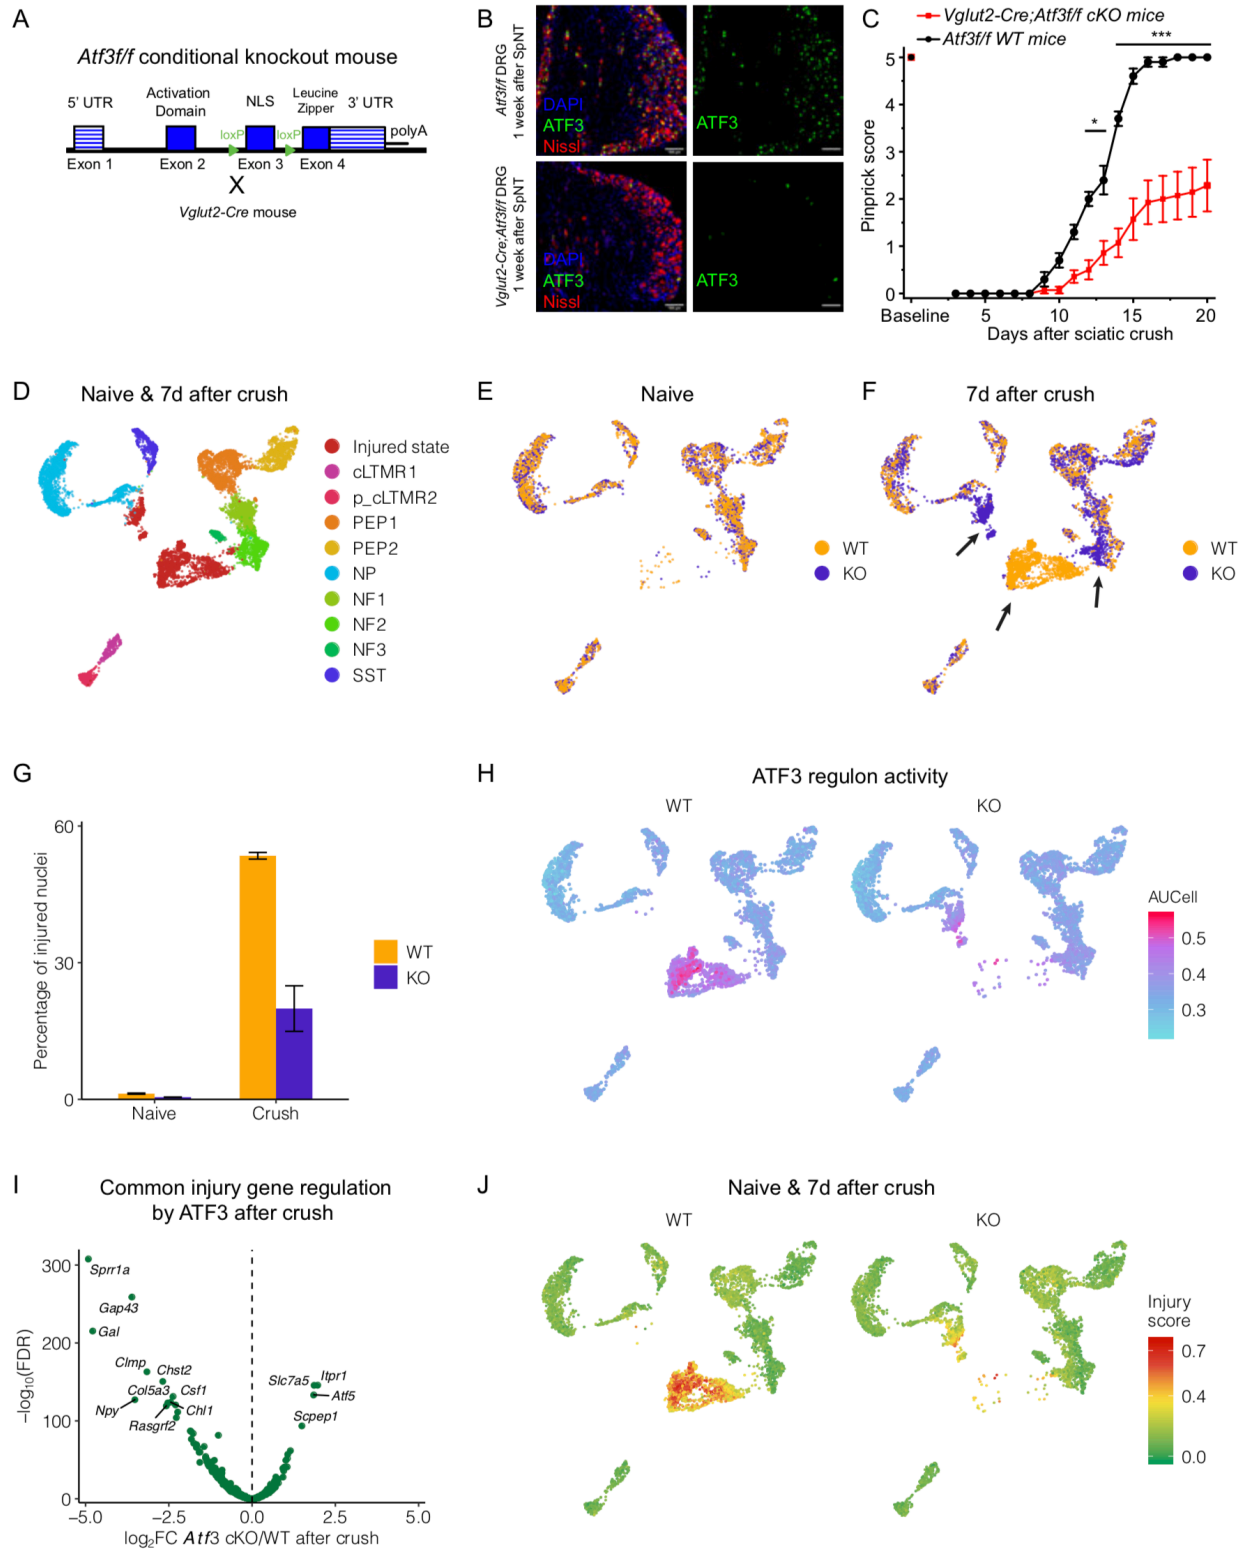 A
Atf3f/f conditional knockout mouse
5' UTR
Activation
Domain
NLS
Leucine
Zipper
3' UTR
loxP
loxP
polyA
Exon 1
Exon 2
Exon 3
Exon 4
X
Vglut2-Cre mouse
B
Atf3f/f DRG
1 week after SpNT
DAPI
ATF3
Nissl
ATF3
Vglut2-Cre;Atf3f/f DRG
1 week after SpNT
DAPI
ATF3
Nissl
ATF3
C
Vglut2-Cre;Atf3f/f cKO mice
Atf3f/f WT mice
***
*
Pinprick score
5
4
3
2
1
0
Baseline
5
10
15
20
Days after sciatic crush
D
Naive & 7d after crush
Injured state
cLTMR1
p_cLTMR2
PEP1
PEP2
NP
NF1
NF2
NF3
SST
E
Naive
WT
KO
F
7d after crush
WT
KO
G
Percentage of injured nuclei
60
30
0
Naive
Crush
WT
KO
H
ATF3 regulon activity
WT
KO
AUCell
0.5
0.4
0.3
I
Common injury gene regulation
by ATF3 after crush
−log10(FDR)
300
200
100
0
Sprr1a
Gap43
Gal
Clmp
Chst2
Col5a3
Csf1
Npy
Chl1
Rasgrf2
Slc7a5
Itpr1
Atf5
Scpep1
−5.0
−2.5
0.0
2.5
5.0
log2FC Atf3 cKO/WT after crush
J
Naive & 7d after crush
WT
KO
Injury
score
0.7
0.4
0.0